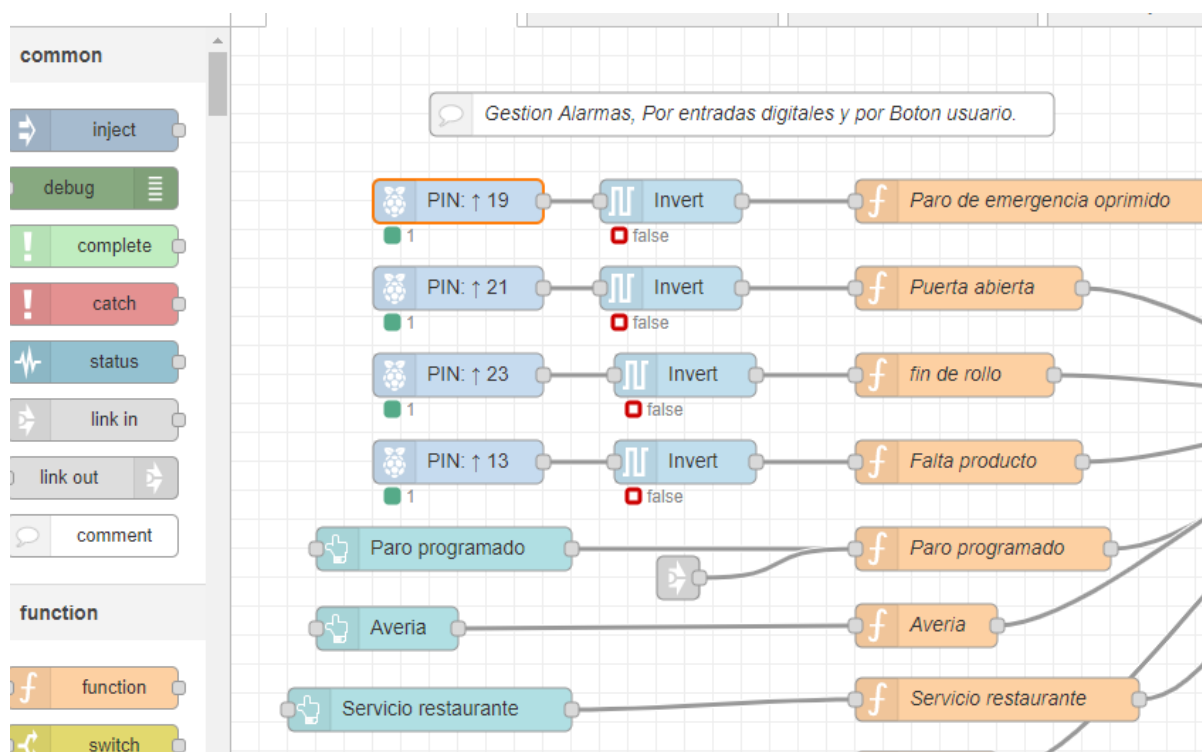 common
inject
debug
complete
catch
status
link in
link out
comment
function
function
switch
Gestion Alarmas, Por entradas digitales y por Boton usuario.
PIN: ↑ 19
1
Invert
false
Paro de emergencia oprimido
PIN: ↑ 21
1
Invert
false
Puerta abierta
PIN: ↑ 23
1
Invert
false
fin de rollo
PIN: ↑ 13
1
Invert
false
Falta producto
Paro programado
Paro programado
Averia
Averia
Servicio restaurante
Servicio restaurante